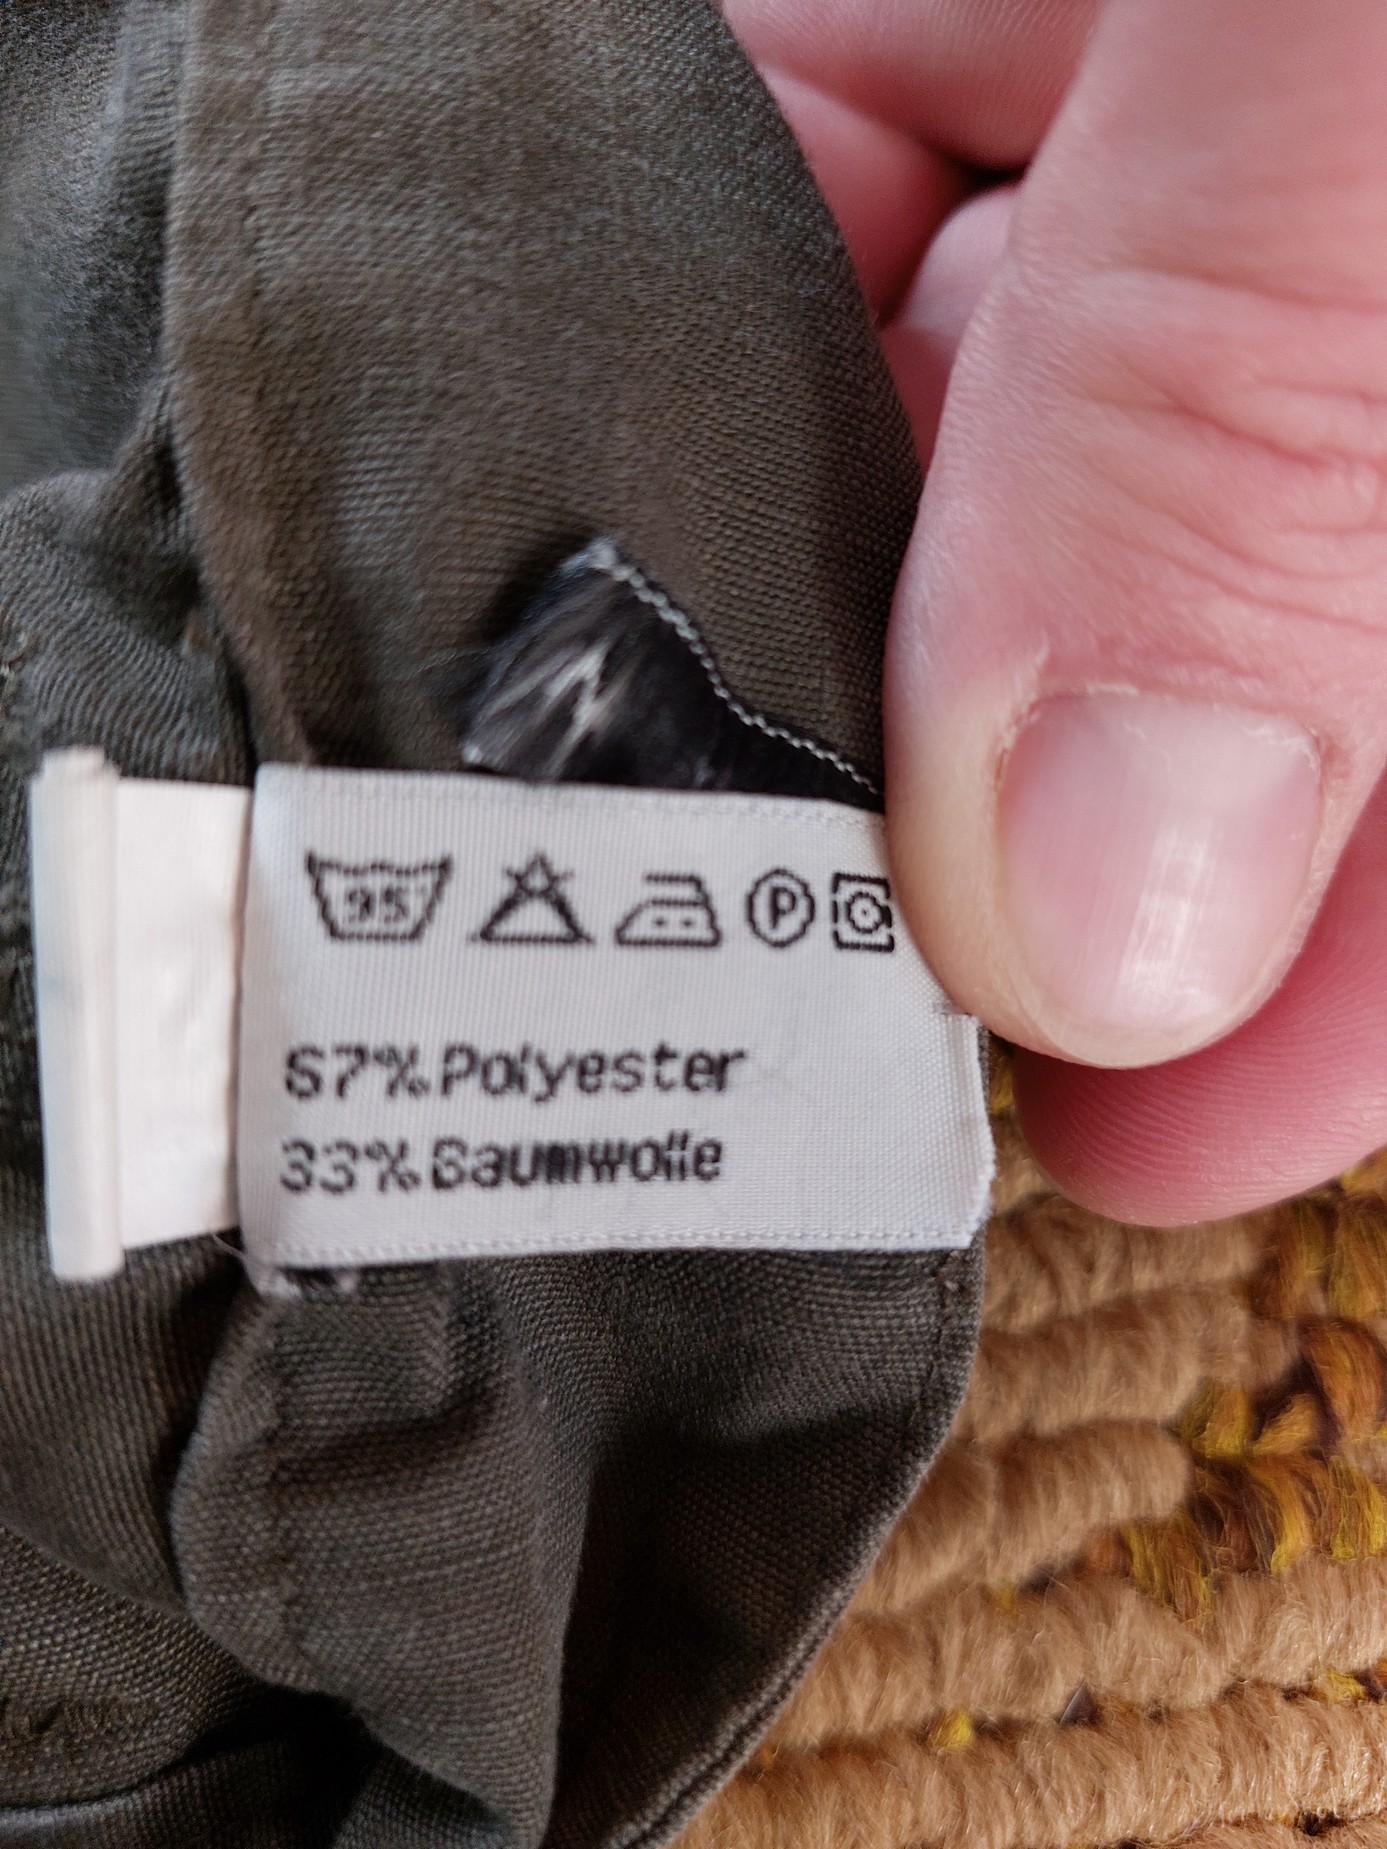 95 P
67% Polyester
33% Baumwolle